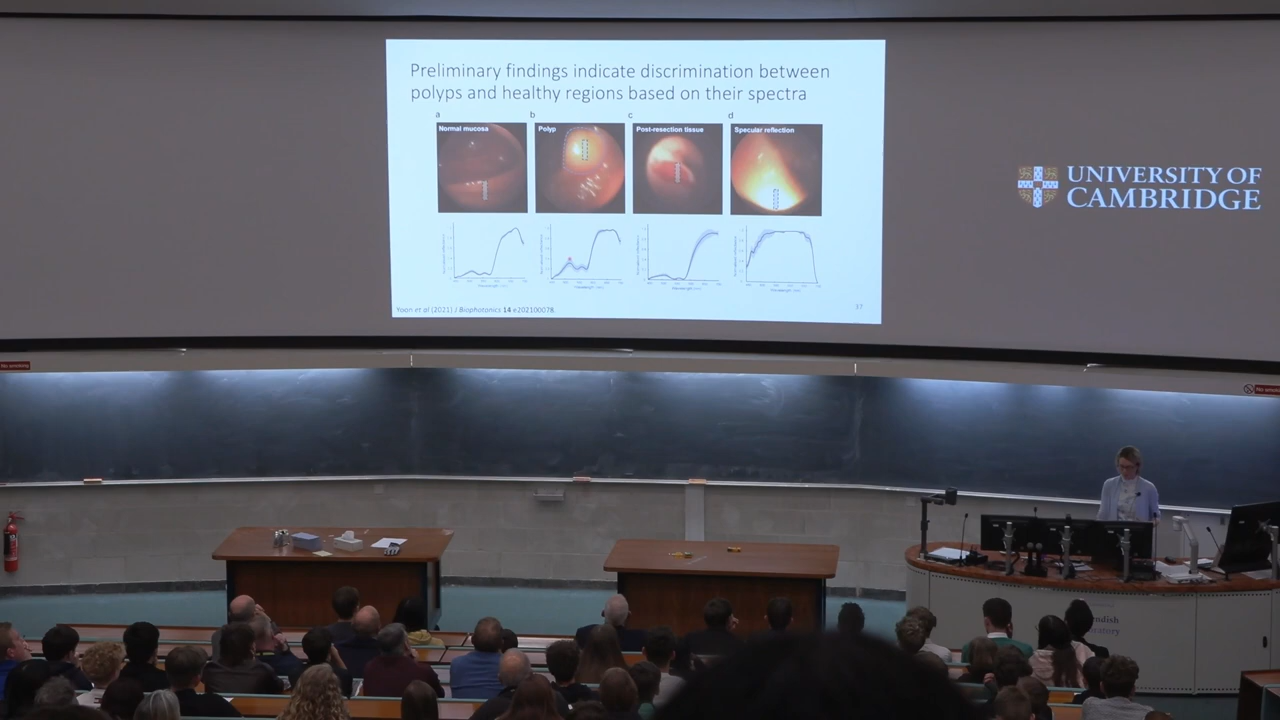 Preliminary findings indicate discrimination between
polyps and healthy regions based on their spectra
a b c d
Normal mucosa Polyp Post-resection tissue Specular reflection
Yoon et al (2021) J Biophotonics 14 e202100078
37
UNIVERSITY OF
CAMBRIDGE